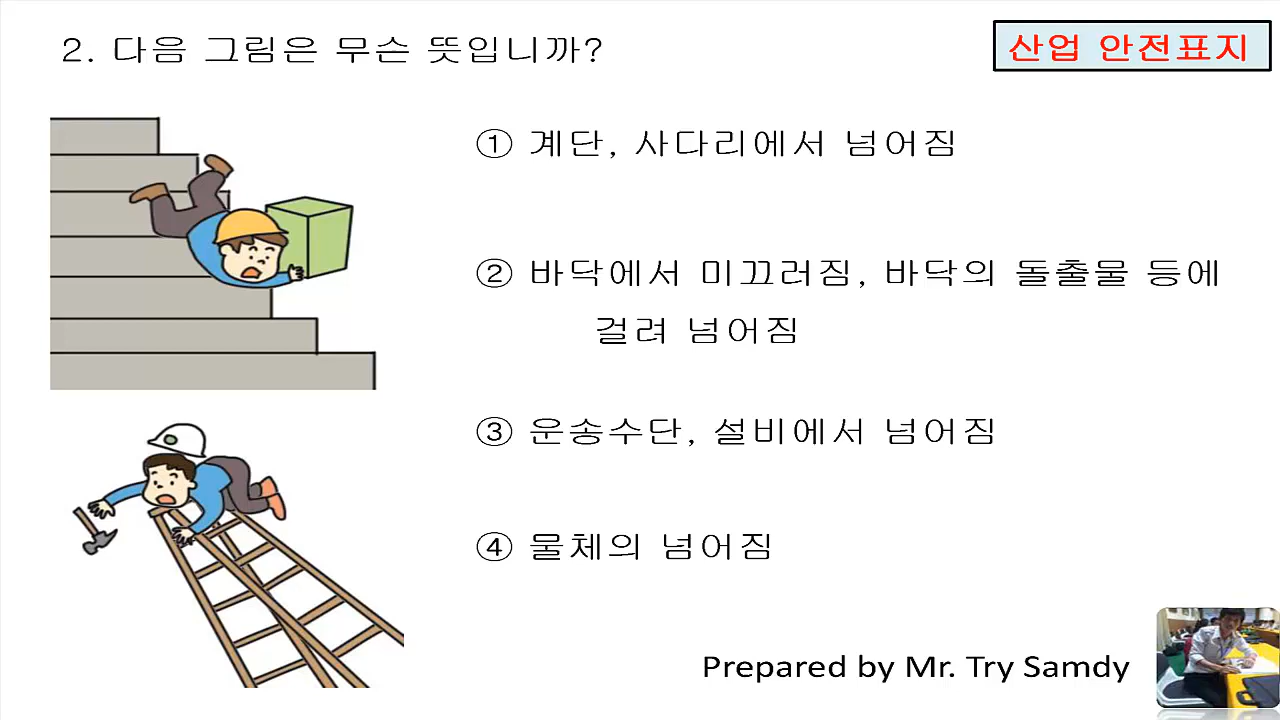 2. 다음 그림은 무슨 뜻입니까?
산업 안전표지
① 계단, 사다리에서 넘어짐
② 바닥에서 미끄러짐, 바닥의 돌출물 등에
걸려 넘어짐
③ 운송수단, 설비에서 넘어짐
④ 물체의 넘어짐
Prepared by Mr. Try Samdy